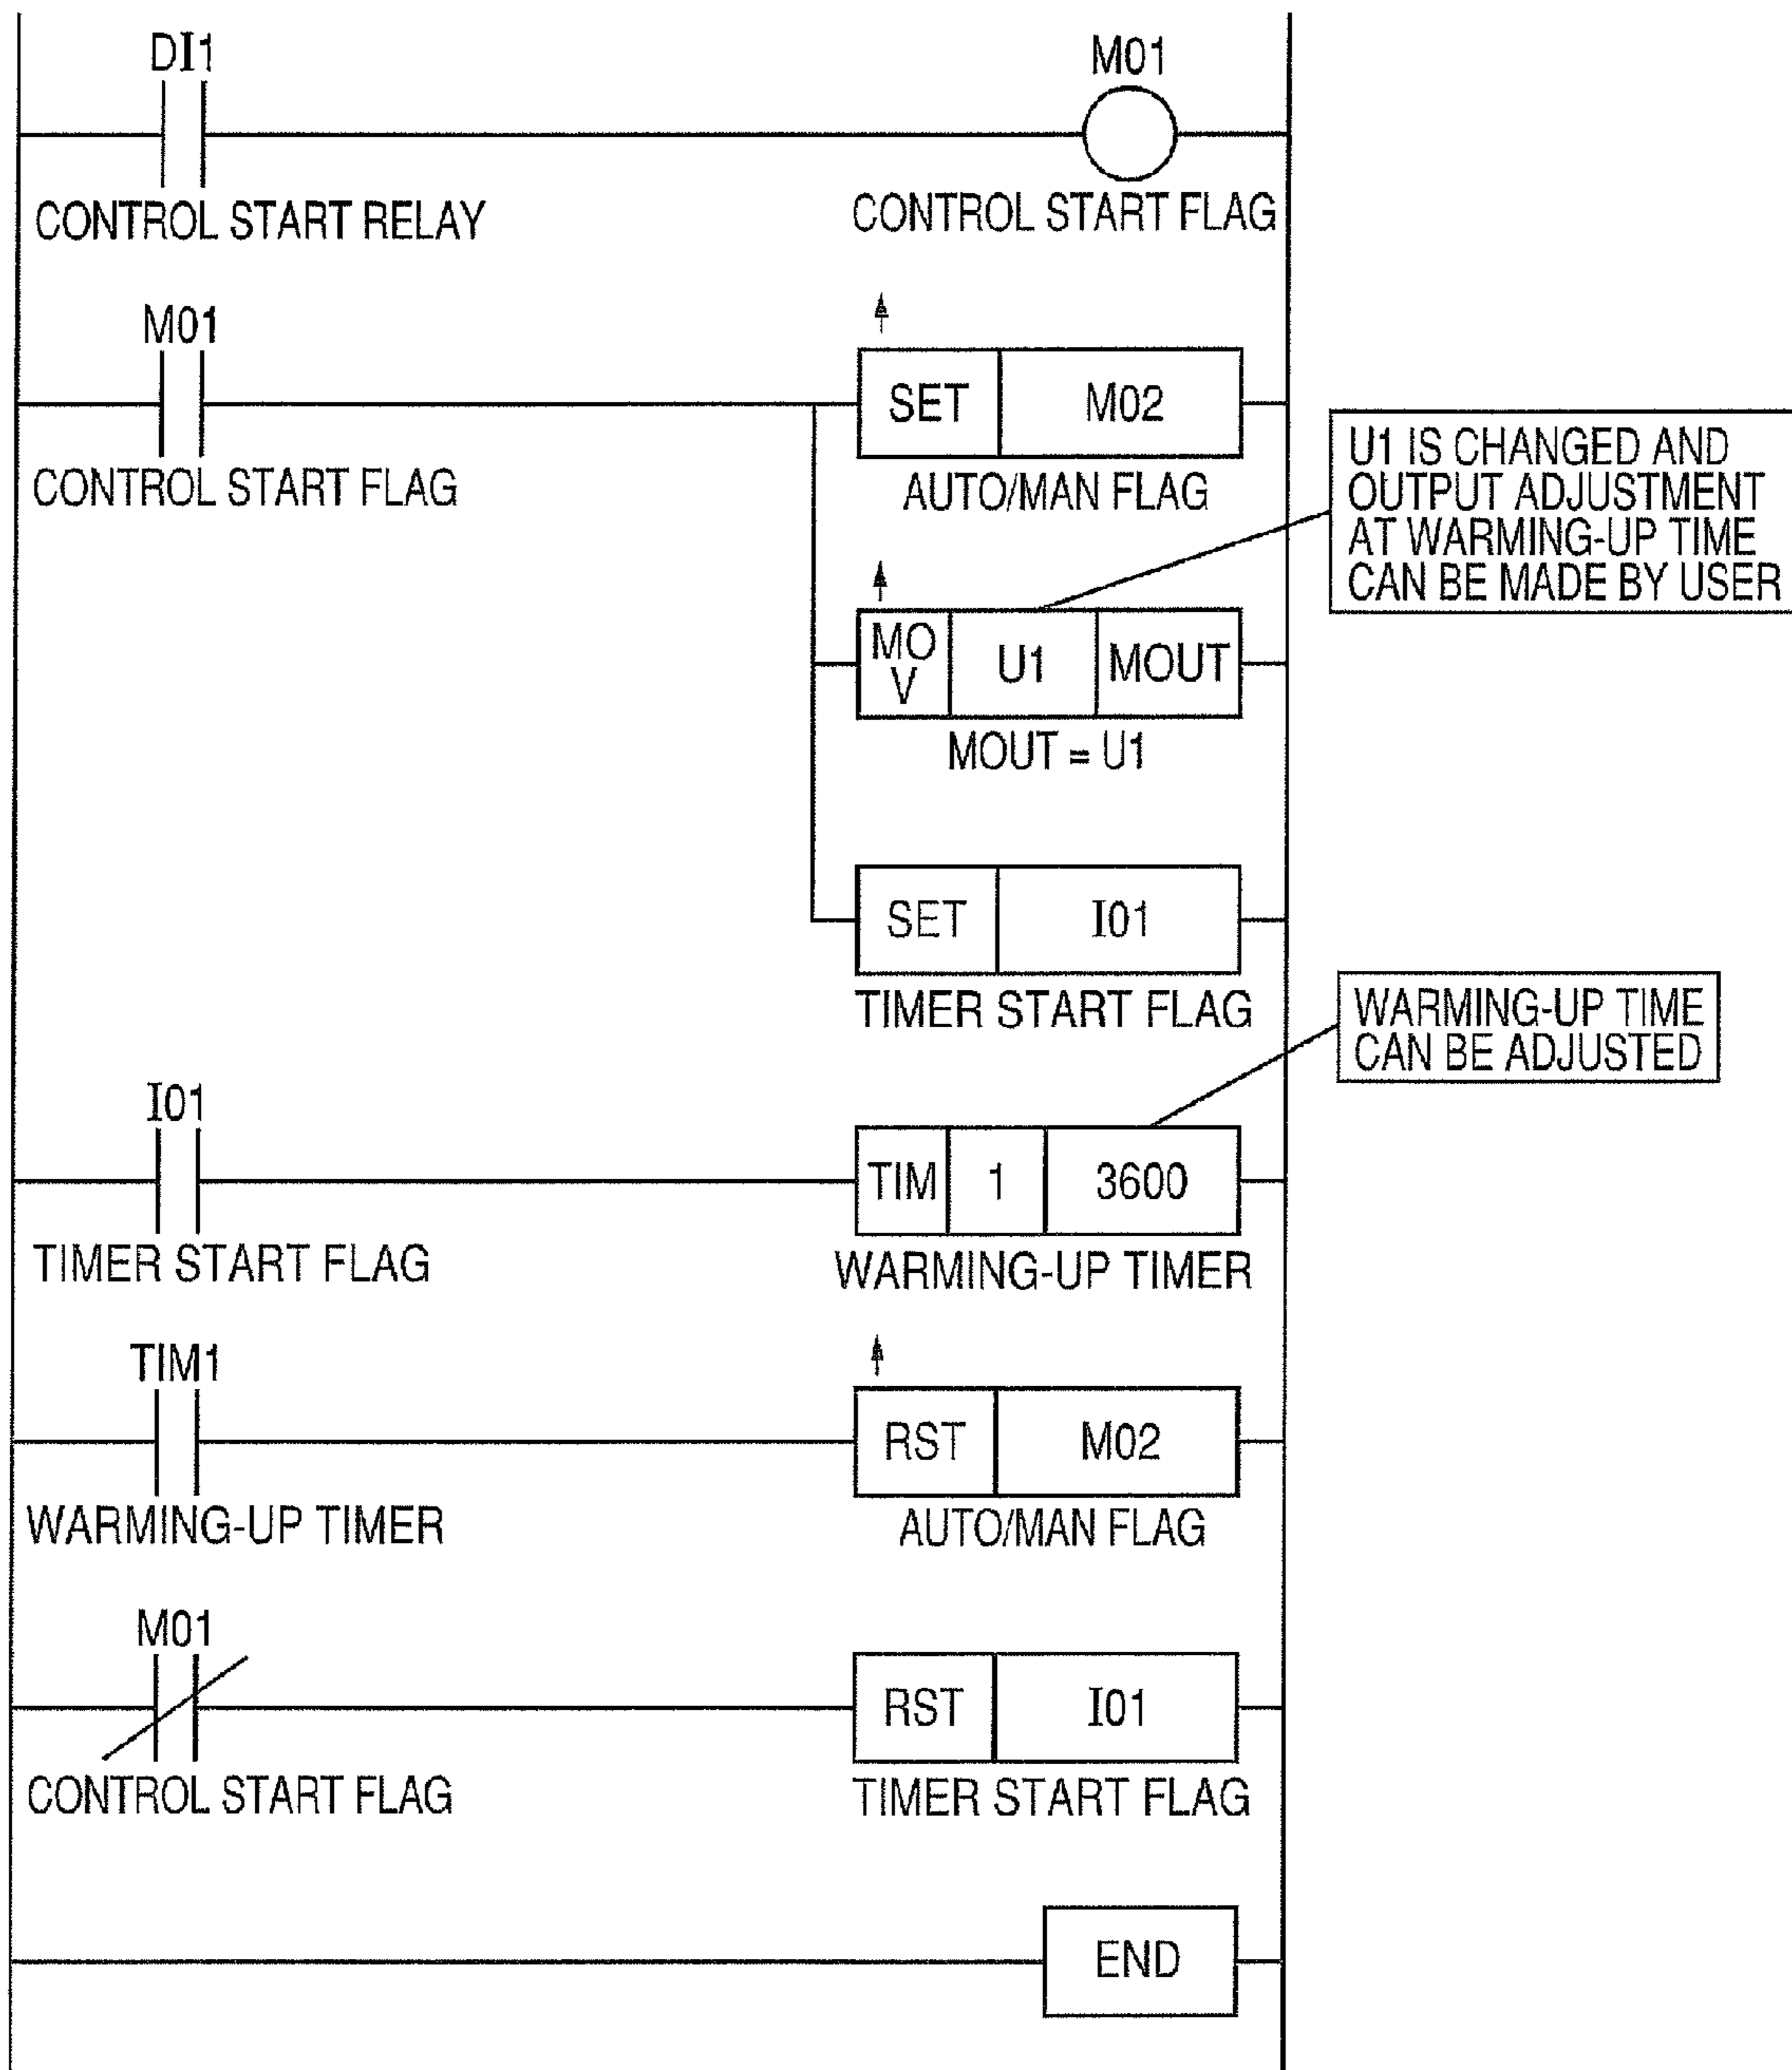 DI1
M01
CONTROL START RELAY
CONTROL START FLAG
M01
SET
M02
CONTROL START FLAG
AUTO/MAN FLAG
U1 IS CHANGED AND
OUTPUT ADJUSTMENT
AT WARMING-UP TIME
CAN BE MADE BY USER
MO
V
U1
MOUT
MOUT = U1
SET
I01
TIMER START FLAG
WARMING-UP TIME
CAN BE ADJUSTED
I01
TIM
1
3600
TIMER START FLAG
WARMING-UP TIMER
TIM1
RST
M02
WARMING-UP TIMER
AUTO/MAN FLAG
M01
RST
I01
CONTROL START FLAG
TIMER START FLAG
END